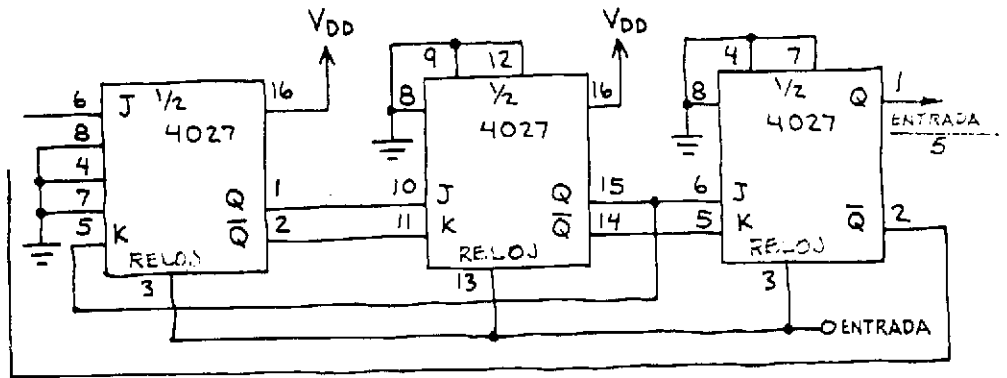 VDD
VDD
6 J 1/2 16
4027
8
4
7
5 K
Q 1
Q̅ 2
RELOJ
3
9 12
8
1/2 16
4027
10 J
11 K
Q 15
Q̅ 14
RELOJ
13
4 7
8
1/2
4027
Q 1
ENTRADA
5
6 J
5 K
Q̅ 2
RELOJ
3
ENTRADA